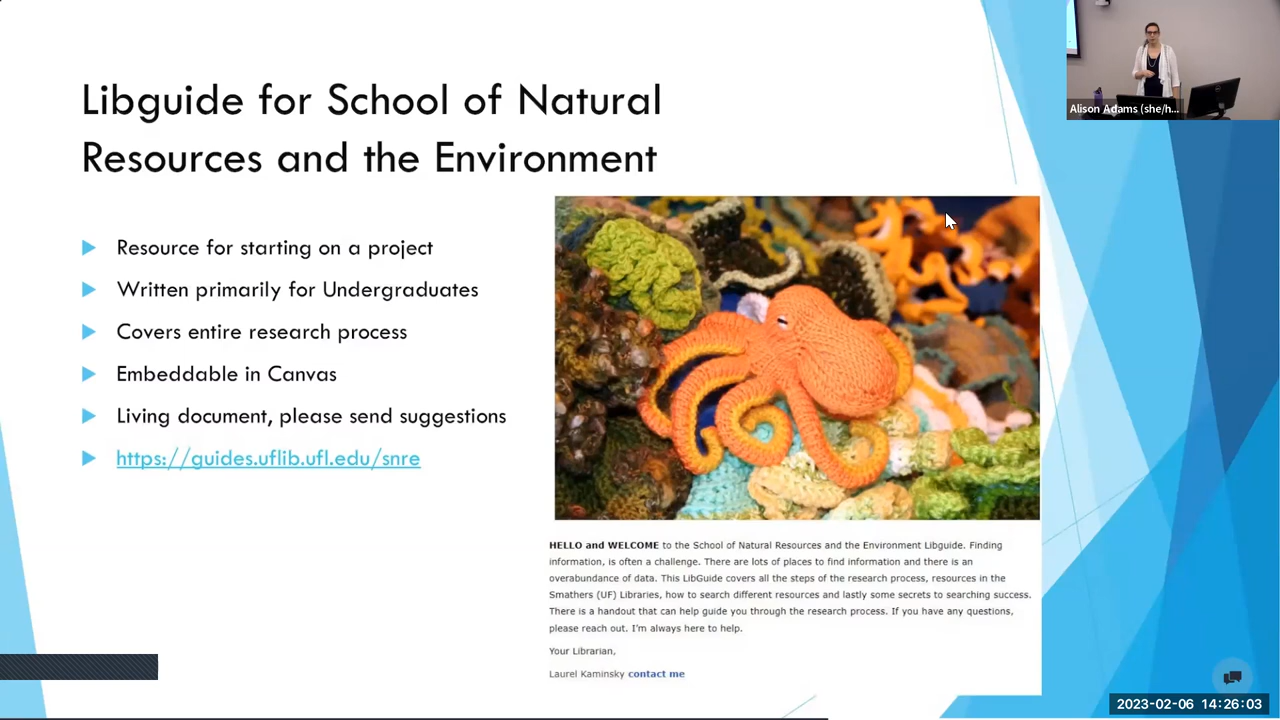 Libguide for School of Natural
Resources and the Environment
Resource for starting on a project
Written primarily for Undergraduates
Covers entire research process
Embeddable in Canvas
Living document, please send suggestions
https://guides.uflib.ufl.edu/snre
HELLO and WELCOME to the School of Natural Resources and the Environment Libguide. Finding
information, is often a challenge. There are lots of places to find information and there is an
overabundance of data. This LibGuide covers all the steps of the research process, resources in the
Smathers (UF) Libraries, how to search different resources and lastly some secrets to searching success.
There is a handout that can help guide you through the research process. If you have any questions,
please reach out. I'm always here to help.
Your Librarian,
Laurel Kaminsky contact me
Alison Adams (she/h...
2023-02-06 14:26:03